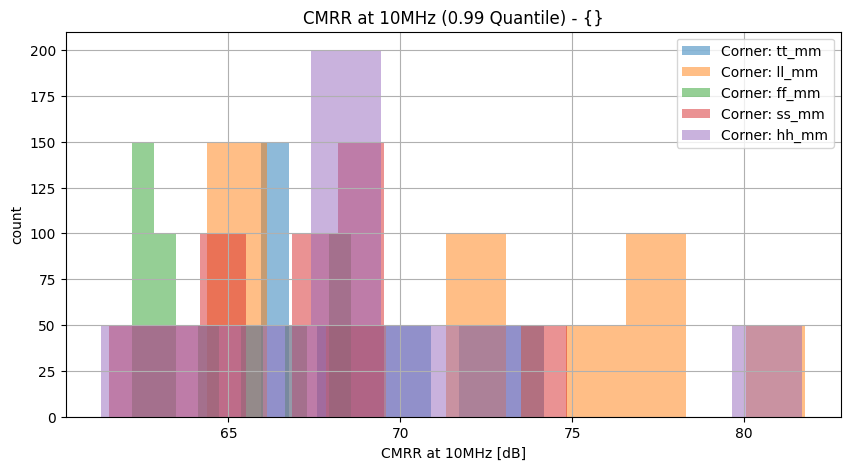 CMRR at 10MHz (0.99 Quantile) - {}
200
175
150
125
100
75
50
25
0
count
65
70
75
80
CMRR at 10MHz [dB]
Corner: tt_mm
Corner: ll_mm
Corner: ff_mm
Corner: ss_mm
Corner: hh_mm